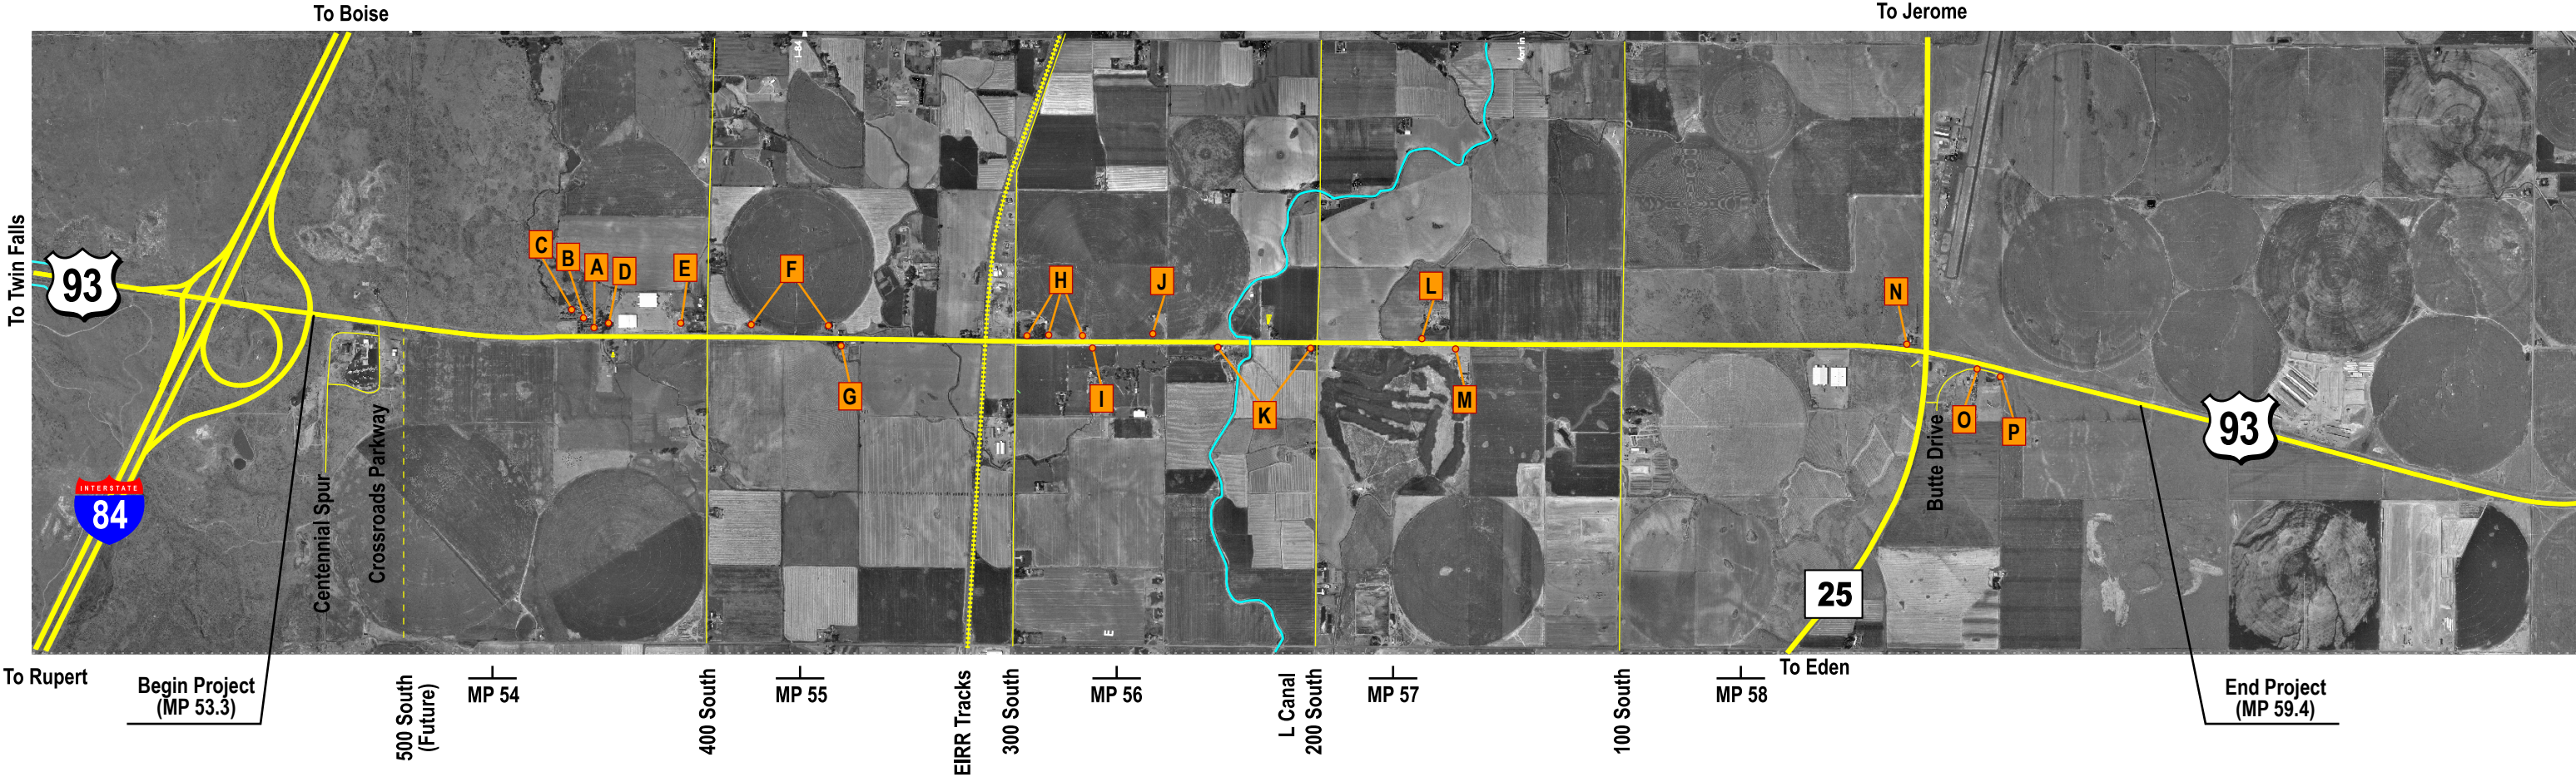 To Boise
To Jerome
I-84
To Twin Falls
93
C
B
A
D
E
F
H
J
L
N
G
I
K
M
O
P
93
INTERSTATE
84
Centennial Spur
Crossroads Parkway
Butte Drive
25
E
To Rupert
Begin Project
(MP 53.3)
500 South
(Future)
MP 54
400 South
MP 55
EIRR Tracks
300 South
MP 56
L Canal
200 South
MP 57
100 South
MP 58
To Eden
End Project
(MP 59.4)